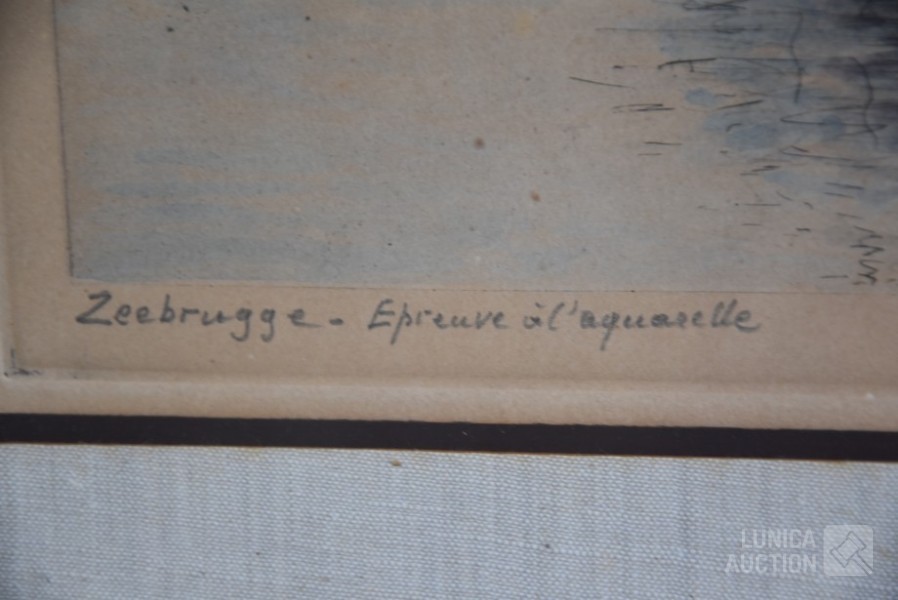 Zeebrugge - Epreuve à l'aquarelle
LUNICA
AUCTION